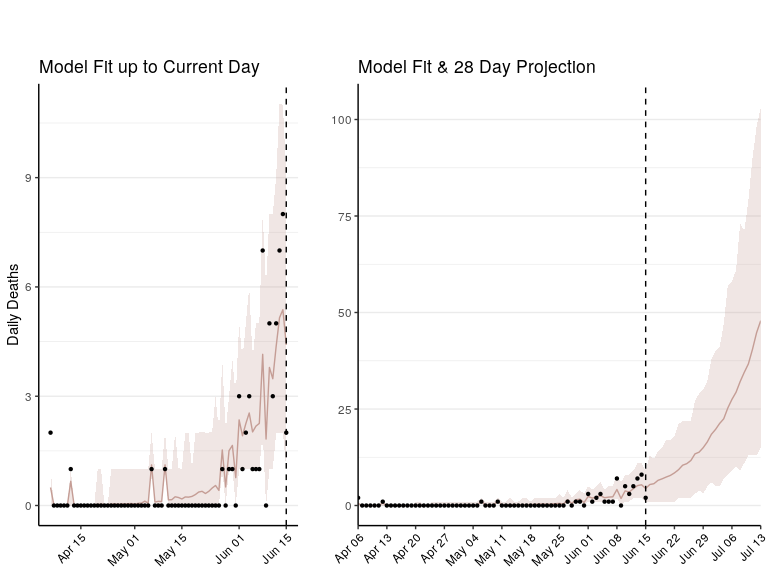 Model Fit up to Current Day
Model Fit & 28 Day Projection
Daily Deaths
9
6
3
0
Apr 15
May 01
May 15
Jun 01
Jun 15
100
75
50
25
0
Apr 06
Apr 13
Apr 20
Apr 27
May 04
May 11
May 18
May 25
Jun 01
Jun 08
Jun 15
Jun 22
Jun 29
Jul 06
Jul 13